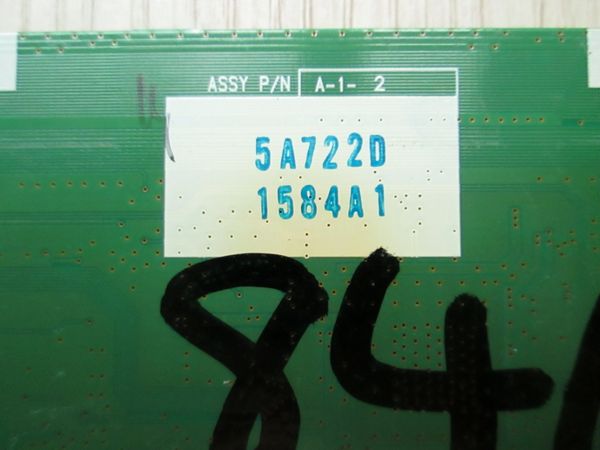 ASSY P/N A-1- 2
5A722D
1584A1
84